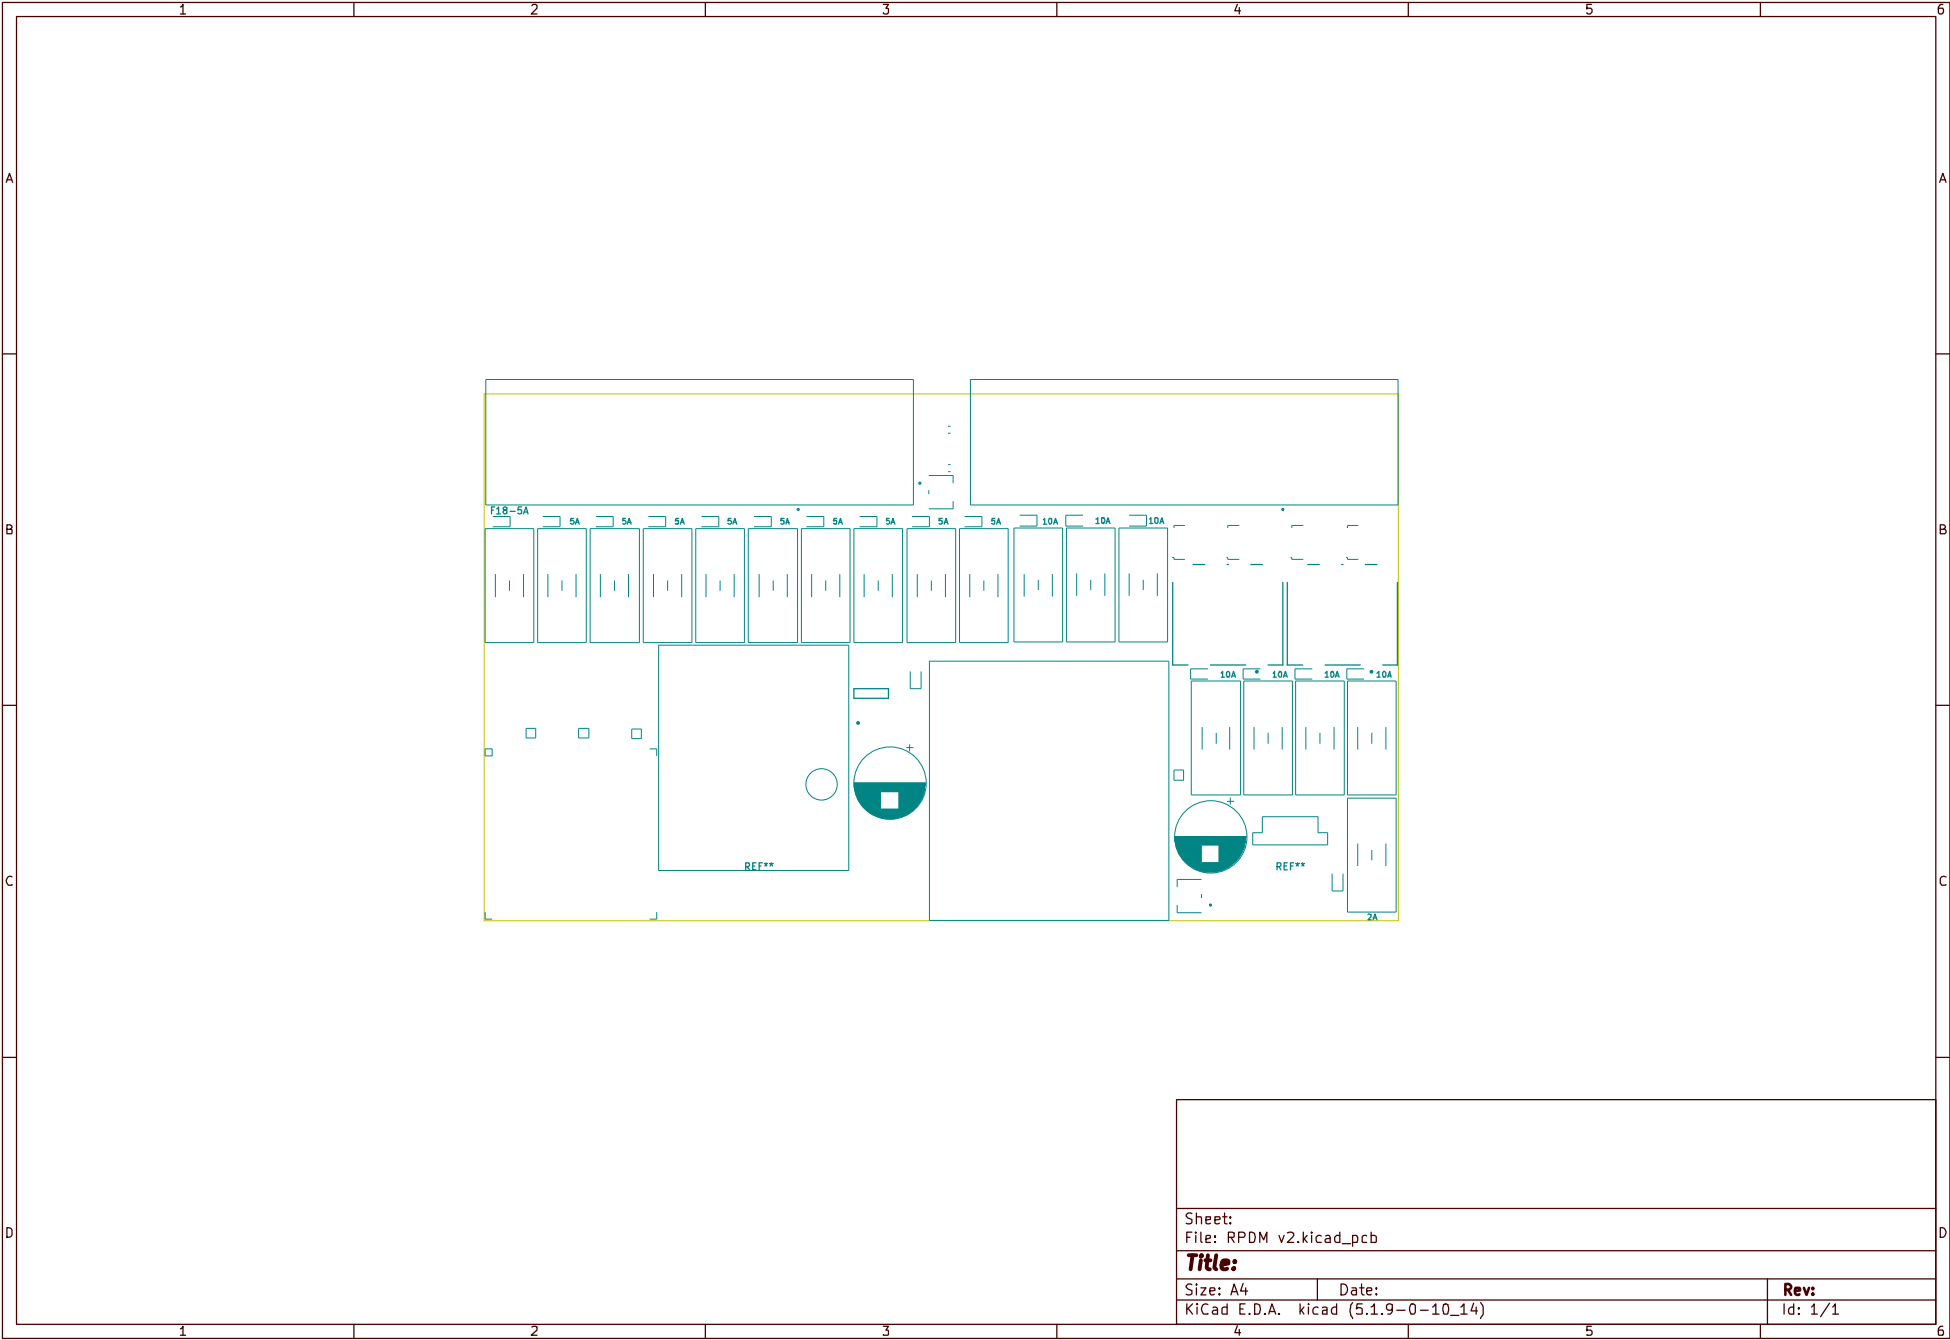 1 2 3 4 5 6
A A
F18-5A
5A 5A 5A 5A 5A 5A 5A 5A 5A 10A 10A 10A
B B
10A 10A 10A 10A
+
+
REF** REF**
C C
2A
Sheet:
File: RPDM v2.kicad_pcb
D D
Title:
Size: A4 Date: Rev:
KiCad E.D.A. kicad (5.1.9-0-10_14) Id: 1/1
1 2 3 4 5 6